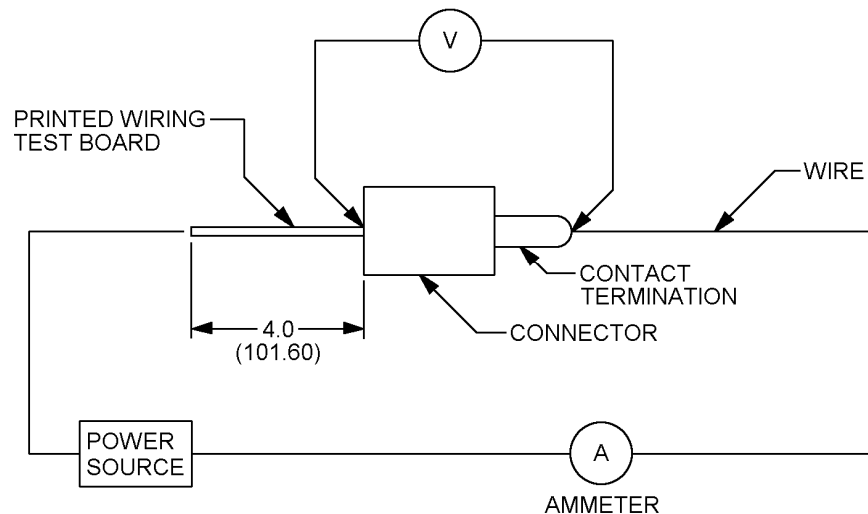 V
PRINTED WIRING
TEST BOARD
WIRE
CONTACT
TERMINATION
4.0
(101.60)
CONNECTOR
POWER
SOURCE
A
AMMETER